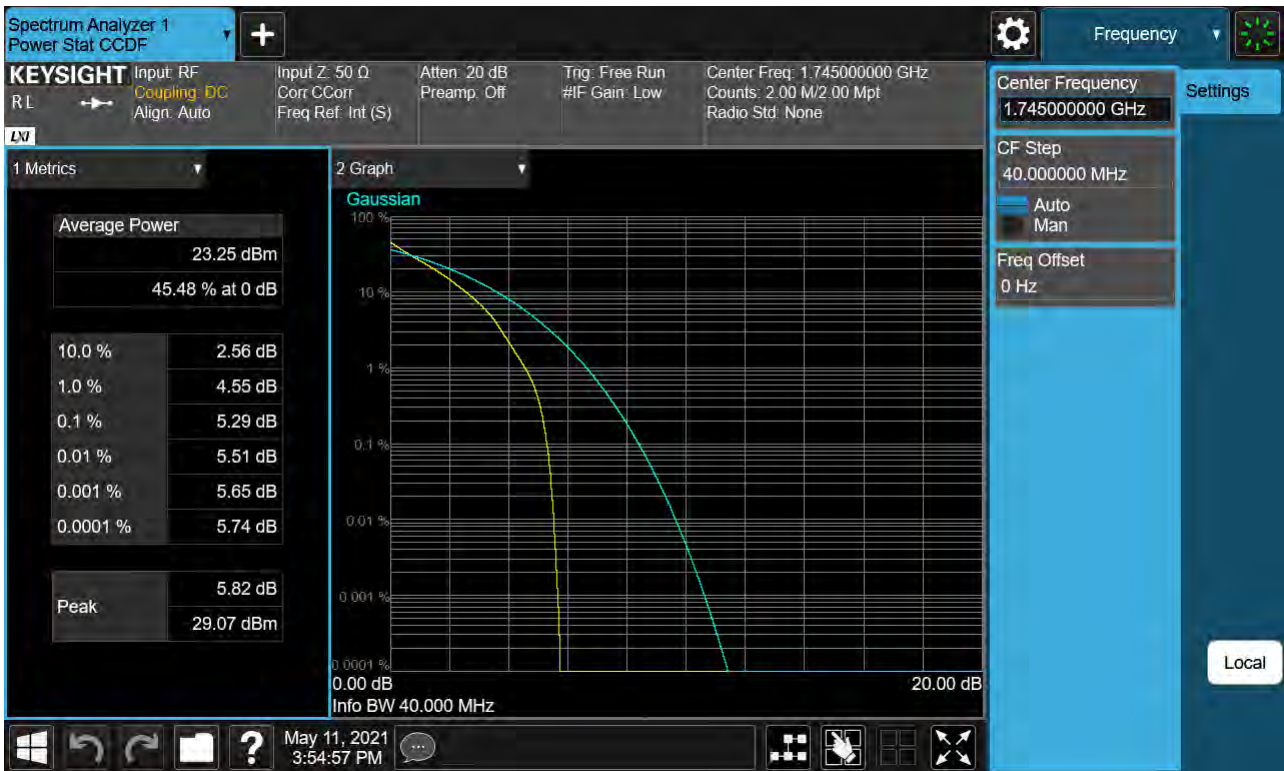 Spectrum Analyzer 1
Power Stat CCDF
+
Frequency
KEYSIGHT
RL
LXI
Input: RF
Coupling: DC
Align: Auto
Input Z: 50 Ω
Corr CCorr
Freq Ref: Int (S)
Atten: 20 dB
Preamp: Off
Trig: Free Run
#IF Gain: Low
Center Freq: 1.745000000 GHz
Counts: 2.00 M/2.00 Mpt
Radio Std: None
Center Frequency
1.745000000 GHz
Settings
CF Step
40.000000 MHz
Auto
Man
Freq Offset
0 Hz
1 Metrics
Average Power
23.25 dBm
45.48 % at 0 dB
10.0 % 2.56 dB
1.0 % 4.55 dB
0.1 % 5.29 dB
0.01 % 5.51 dB
0.001 % 5.65 dB
0.0001 % 5.74 dB
Peak
5.82 dB
29.07 dBm
2 Graph
Gaussian
100 %
10 %
1 %
0.1 %
0.01 %
0.001 %
0.0001 %
0.00 dB
20.00 dB
Info BW 40.000 MHz
Local
?
May 11, 2021
3:54:57 PM